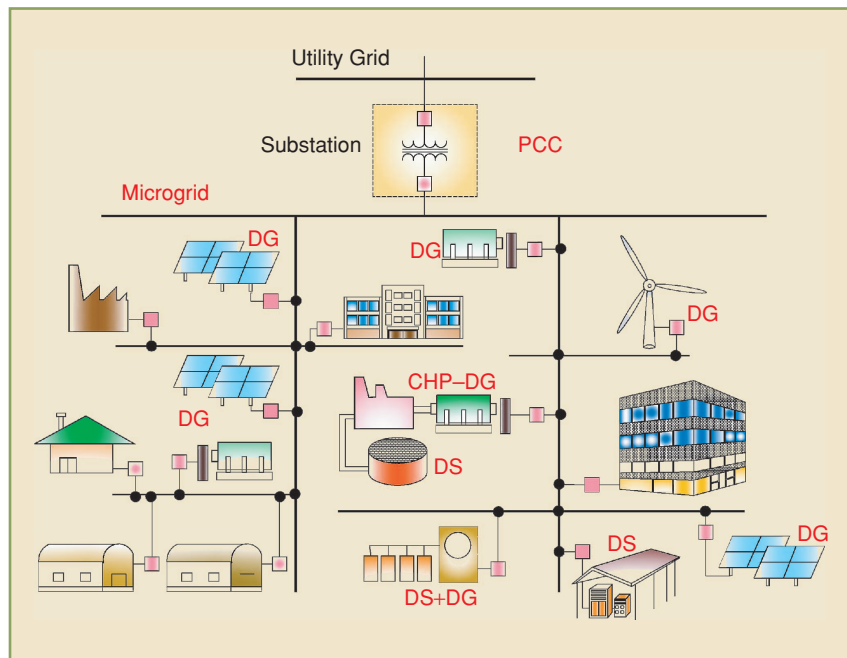 Utility Grid
Substation
PCC
Microgrid
DG
DG
DG
CHP–DG
DG
DS
DG
DS
DS+DG